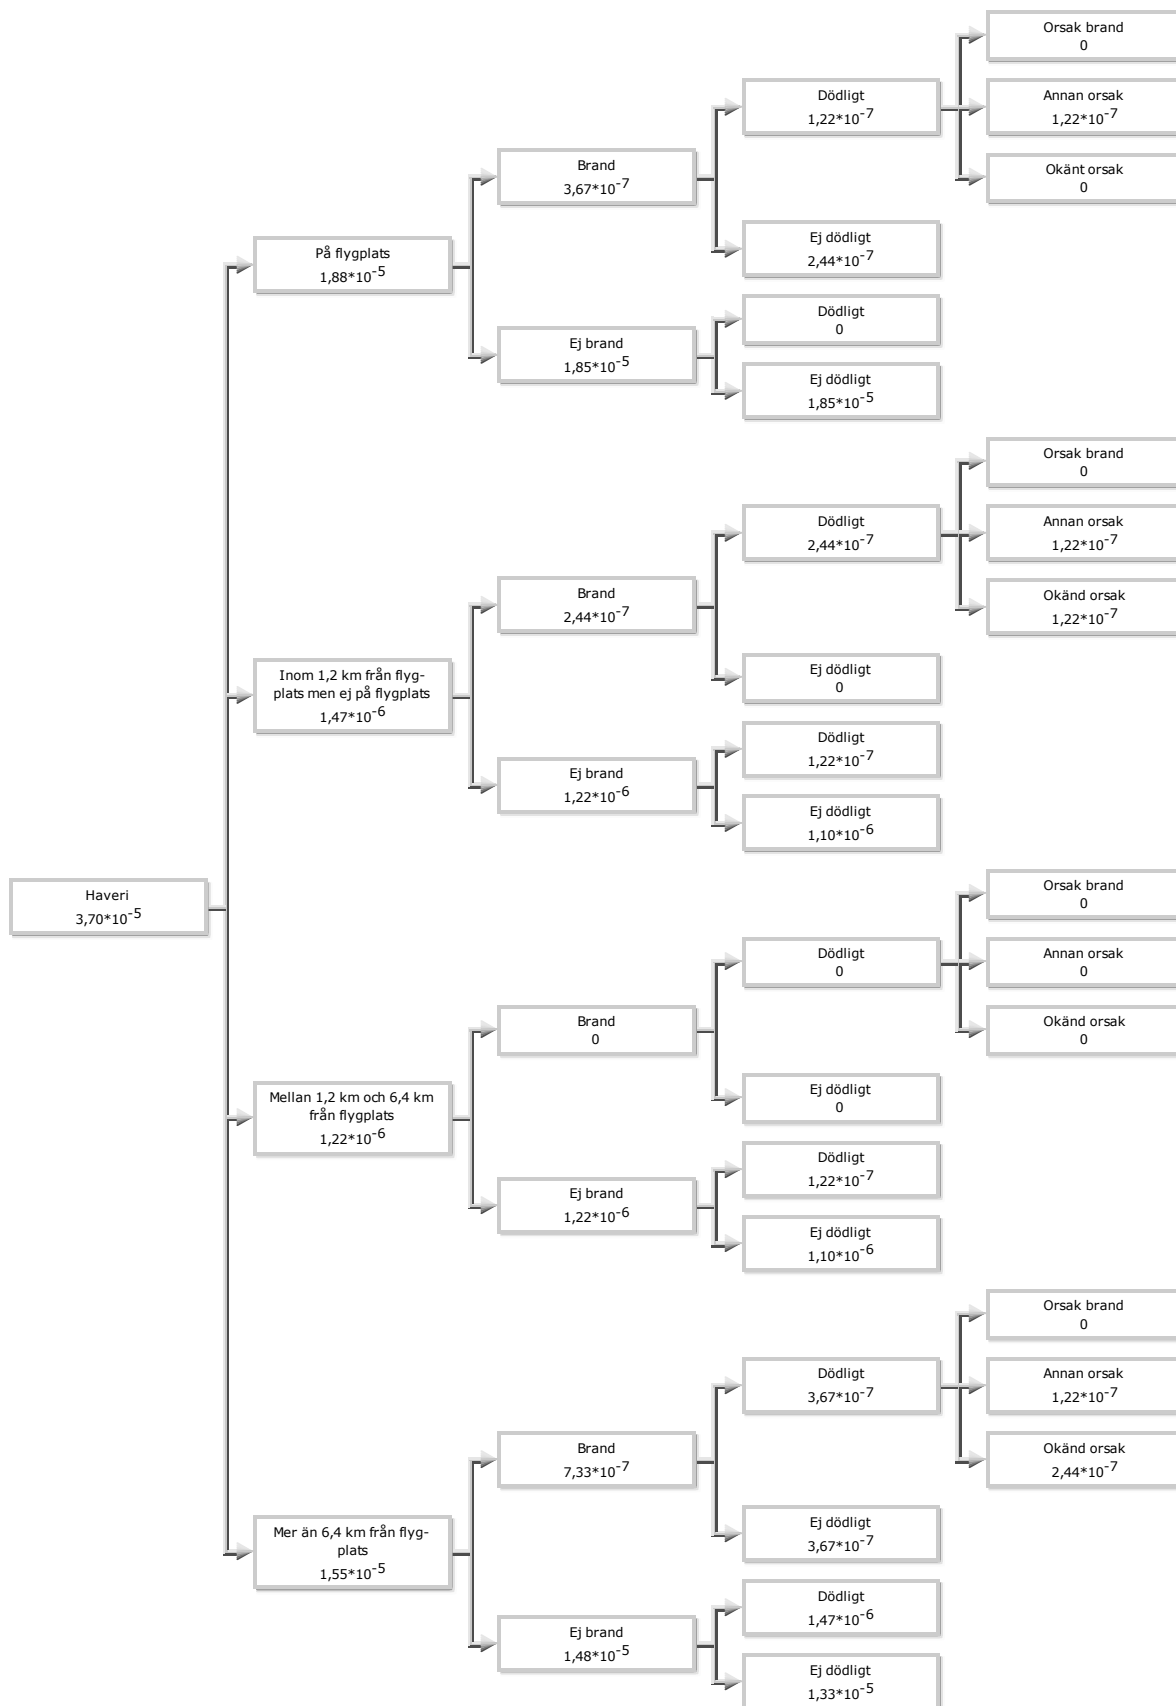 Orsak brand
0
Dödligt
1,22*10-7
Annan orsak
1,22*10-7
Brand
3,67*10-7
Okänt orsak
0
Ej dödligt
2,44*10-7
På flygplats
1,88*10-5
Dödligt
0
Ej brand
1,85*10-5
Ej dödligt
1,85*10-5
Orsak brand
0
Dödligt
2,44*10-7
Annan orsak
1,22*10-7
Brand
2,44*10-7
Okänd orsak
1,22*10-7
Inom 1,2 km från flyg-
plats men ej på flygplats
1,47*10-6
Ej dödligt
0
Dödligt
1,22*10-7
Ej brand
1,22*10-6
Ej dödligt
1,10*10-6
Haveri
3,70*10-5
Orsak brand
0
Dödligt
0
Annan orsak
0
Brand
0
Okänd orsak
0
Mellan 1,2 km och 6,4 km
från flygplats
1,22*10-6
Ej dödligt
0
Dödligt
1,22*10-7
Ej brand
1,22*10-6
Ej dödligt
1,10*10-6
Orsak brand
0
Dödligt
3,67*10-7
Annan orsak
1,22*10-7
Brand
7,33*10-7
Okänd orsak
2,44*10-7
Mer än 6,4 km från flyg-
plats
1,55*10-5
Ej dödligt
3,67*10-7
Dödligt
1,47*10-6
Ej brand
1,48*10-5
Ej dödligt
1,33*10-5